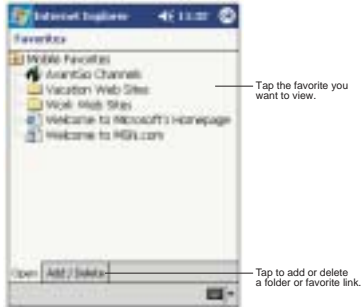 Internet Explorer 11:32
Favorites
Mobile Favorites
AvantGo Channels
Vacation Web Sites
Work Web Sites
Welcome to Microsoft's Homepage
Welcome to MSN.com
Tap the favorite you
want to view.
Open Add/Delete
Tap to add or delete
a folder or favorite link.